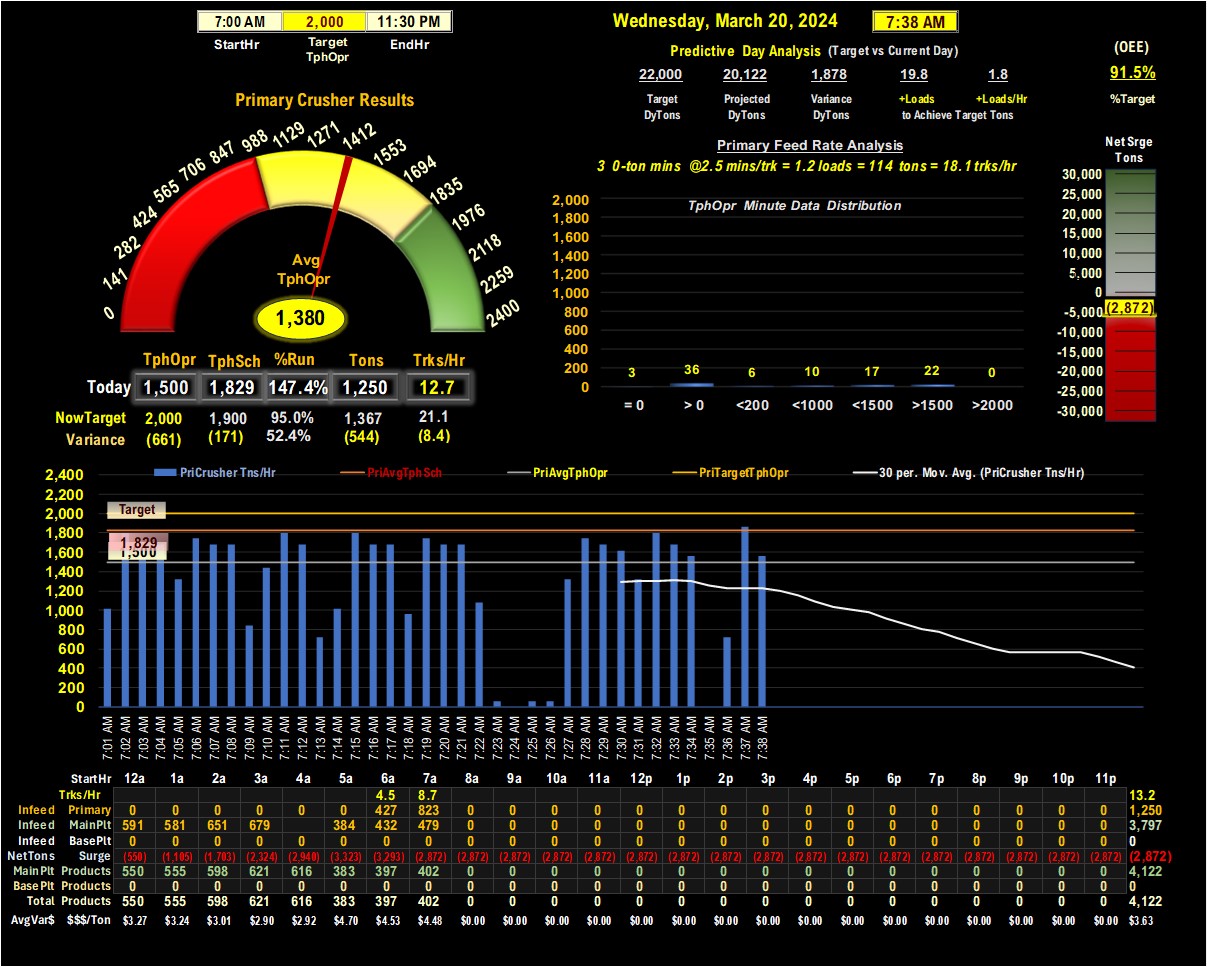 7:00 AM 2,000 11:30 PM
StartHr Target TphOpr EndHr
Wednesday, March 20, 2024 7:38 AM
Predictive Day Analysis (Target vs Current Day)
(OEE)
22,000 20,122 1,878 19.8 1.8
91.5%
Target Projected Variance +Loads +Loads/Hr
%Target
DyTons DyTons DyTons to Achieve Target Tons
Primary Crusher Results
0 141 282 424 565 706 847 988 1129 1271 1412 1553 1694 1835 1976 2118 2259 2400
Avg
TphOpr
1,380
Primary Feed Rate Analysis
3 0-ton mins @2.5 mins/trk = 1.2 loads = 114 tons = 18.1 trks/hr
TphOpr Minute Data Distribution
2,000
1,800
1,600
1,400
1,200
1,000
800
600
400
200
0
3 36 6 10 17 22 0
= 0 > 0 <200 <1000 <1500 >1500 >2000
Net Srge
Tons
30,000
25,000
20,000
15,000
10,000
5,000
0
-5,000 (2,872)
-10,000
-15,000
-20,000
-25,000
-30,000
TphOpr TphSch %Run Tons Trks/Hr
Today 1,500 1,829 147.4% 1,250 12.7
NowTarget 2,000 1,900 95.0% 1,367 21.1
Variance (661) (171) 52.4% (544) (8.4)
PriCrusher Tns/Hr PriAvgTphSch PriAvgTphOpr PriTargetTphOpr 30 per. Mov. Avg. (PriCrusher Tns/Hr)
2,400
2,200
2,000
1,800
1,600
1,400
1,200
1,000
800
600
400
200
0
Target
1,829
1,500
7:01 AM 7:02 AM 7:03 AM 7:04 AM 7:05 AM 7:06 AM 7:07 AM 7:08 AM 7:09 AM 7:10 AM 7:11 AM 7:12 AM 7:13 AM 7:14 AM 7:15 AM 7:16 AM 7:17 AM 7:18 AM 7:19 AM 7:20 AM 7:21 AM 7:22 AM 7:23 AM 7:24 AM 7:25 AM 7:26 AM 7:27 AM 7:28 AM 7:29 AM 7:30 AM 7:31 AM 7:32 AM 7:33 AM 7:34 AM 7:35 AM 7:36 AM 7:37 AM 7:38 AM
StartHr 12a 1a 2a 3a 4a 5a 6a 7a 8a 9a 10a 11a 12p 1p 2p 3p 4p 5p 6p 7p 8p 9p 10p 11p
Trks/Hr 4.5 8.7 13.2
Infeed Primary 0 0 0 0 0 0 427 823 0 0 0 0 0 0 0 0 0 0 0 0 0 0 0 0 1,250
Infeed MainPlt 591 581 651 679 384 432 479 0 0 0 0 0 0 0 0 0 0 0 0 0 0 0 0 3,797
Infeed BasePlt 0 0 0 0 0 0 0 0 0 0 0 0 0 0 0 0 0 0 0 0 0 0 0 0
NetTons Surge (550) (1,105) (1,703) (2,324) (2,940) (3,323) (3,293) (2,872) (2,872) (2,872) (2,872) (2,872) (2,872) (2,872) (2,872) (2,872) (2,872) (2,872) (2,872) (2,872) (2,872) (2,872) (2,872) (2,872) (2,872)
MainPlt Products 550 555 598 621 616 383 397 402 0 0 0 0 0 0 0 0 0 0 0 0 0 0 0 0 4,122
BasePlt Products 0 0 0 0 0 0 0 0 0 0 0 0 0 0 0 0 0 0 0 0 0 0 0 0 0
Total Products 550 555 598 621 616 383 397 402 0 0 0 0 0 0 0 0 0 0 0 0 0 0 0 0 4,122
AvgVar$ $$$/Ton $3.27 $3.24 $3.01 $2.90 $2.92 $4.70 $4.53 $4.48 $0.00 $0.00 $0.00 $0.00 $0.00 $0.00 $0.00 $0.00 $0.00 $0.00 $0.00 $0.00 $0.00 $0.00 $0.00 $0.00 $3.63